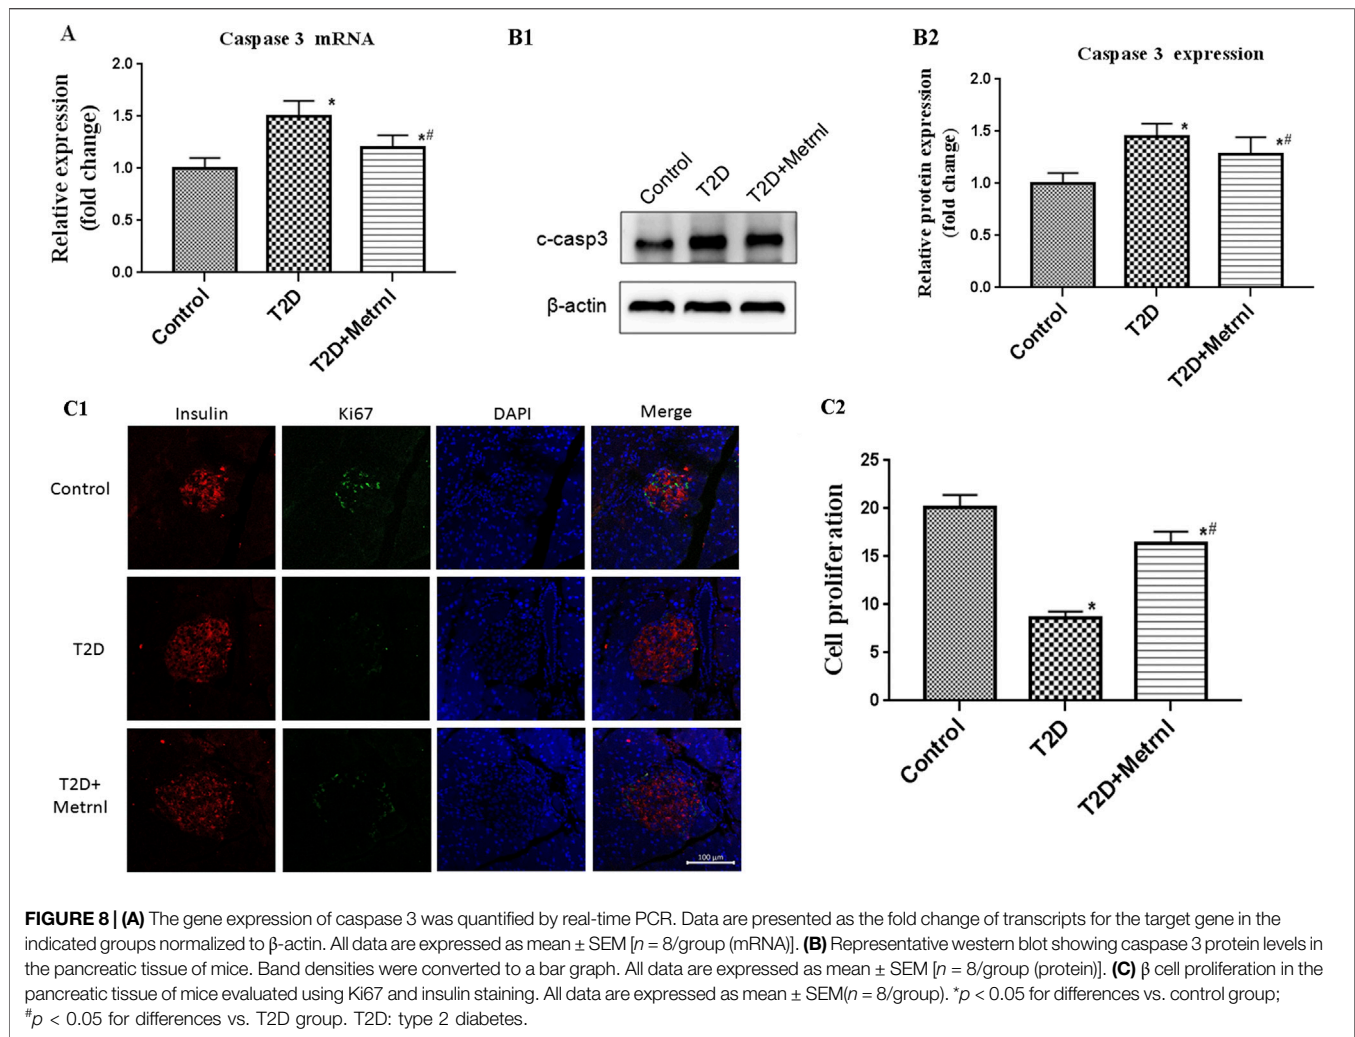 A
Caspase 3 mRNA
Relative expression
(fold change)
2.0
1.5
1.0
0.5
0.0
*
*#
Control
T2D
T2D+Metrnl
B1
Control
T2D
T2D+Metrnl
c-casp3
β-actin
B2
Caspase 3 expression
Relative protein expression
(fold change)
2.0
1.5
1.0
0.5
0.0
*
*#
Control
T2D
T2D+Metrnl
C1
Insulin
Ki67
DAPI
Merge
Control
T2D
T2D+
Metrnl
100 µm
C2
Cell proliferation
25
20
15
10
5
0
*
*#
Control
T2D
T2D+Metrnl
FIGURE 8 | (A) The gene expression of caspase 3 was quantified by real-time PCR. Data are presented as the fold change of transcripts for the target gene in the
indicated groups normalized to β-actin. All data are expressed as mean ± SEM [n = 8/group (mRNA)]. (B) Representative western blot showing caspase 3 protein levels in
the pancreatic tissue of mice. Band densities were converted to a bar graph. All data are expressed as mean ± SEM [n = 8/group (protein)]. (C) β cell proliferation in the
pancreatic tissue of mice evaluated using Ki67 and insulin staining. All data are expressed as mean ± SEM(n = 8/group). *p < 0.05 for differences vs. control group;
#p < 0.05 for differences vs. T2D group. T2D: type 2 diabetes.